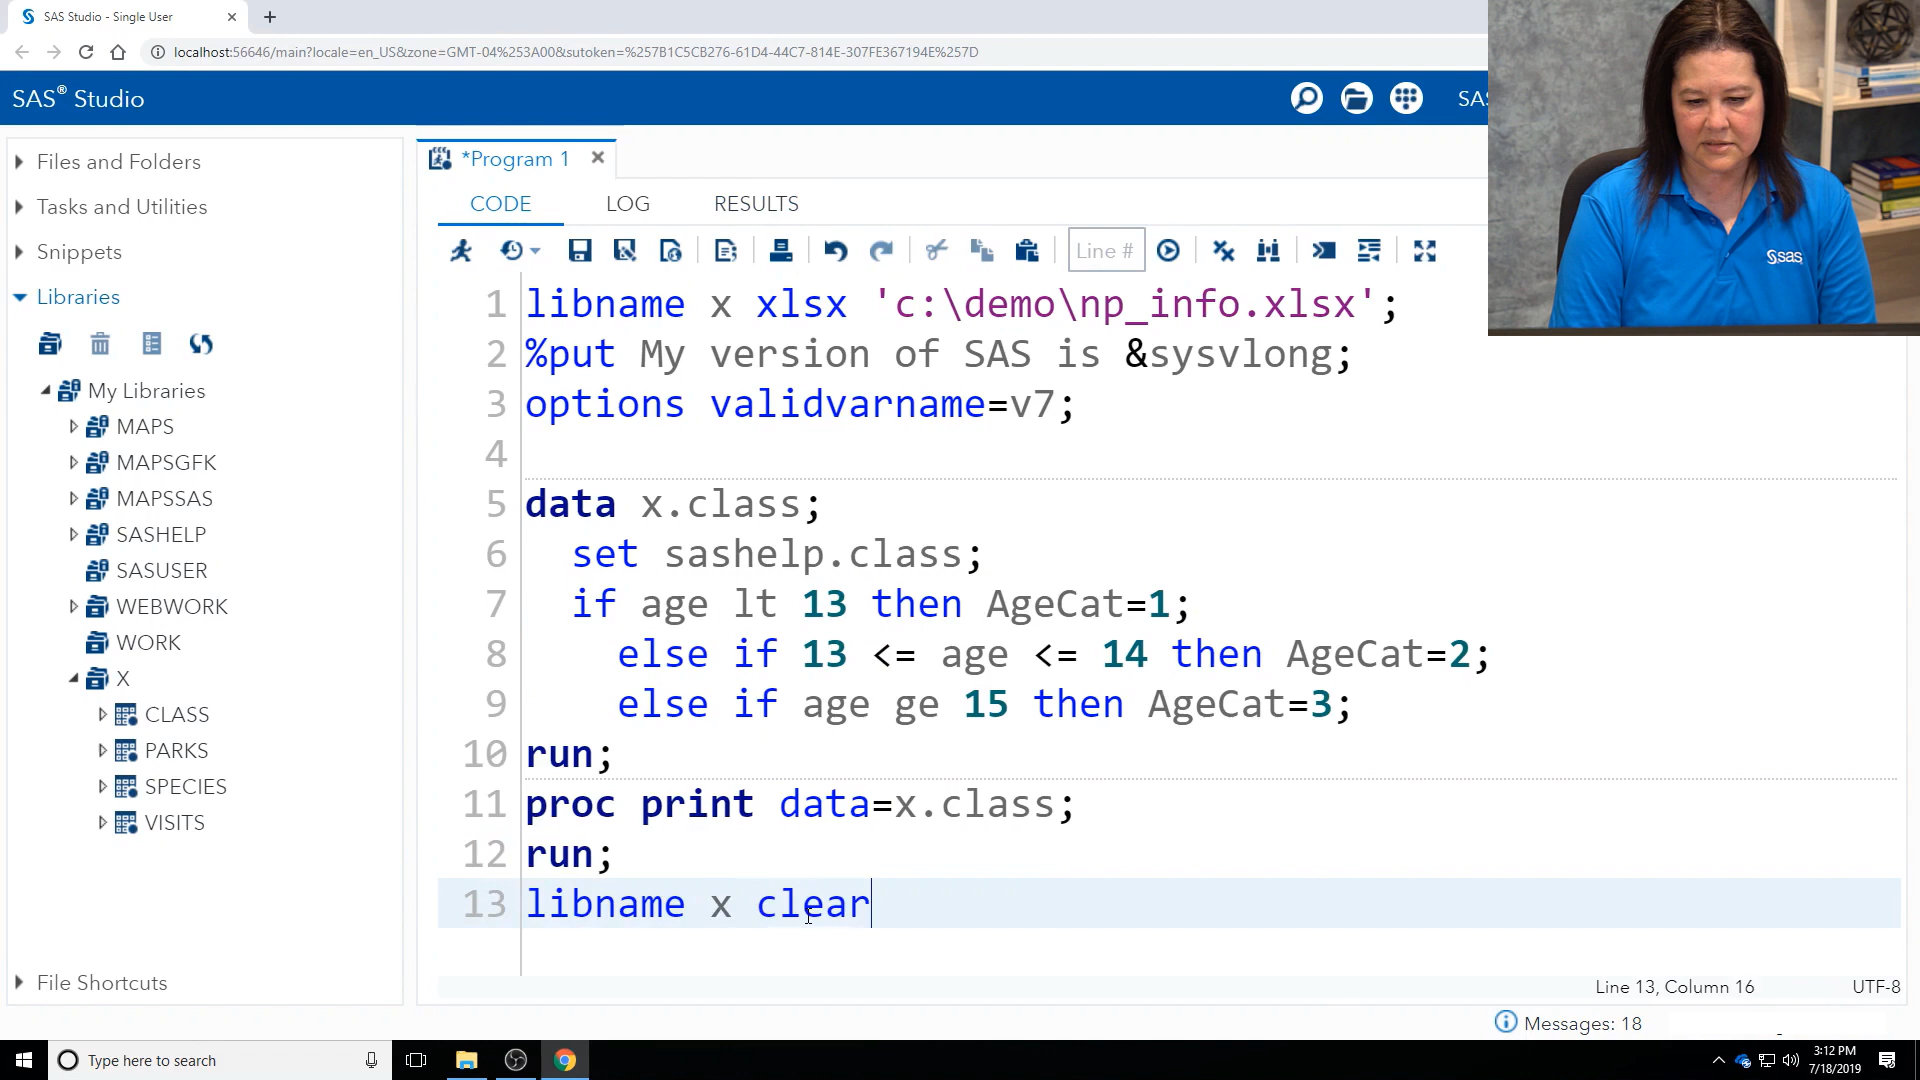 SAS Studio - Single User
localhost:56646/main?locale=en_US&zone=GMT-04%253A00&sutoken=%257B1C5CB276-61D4-44C7-814E-307FE367194E%257D
SAS® Studio
SAS
Files and Folders
Tasks and Utilities
Snippets
Libraries
My Libraries
MAPS
MAPSGFK
MAPSSAS
SASHELP
SASUSER
WEBWORK
WORK
X
CLASS
PARKS
SPECIES
VISITS
File Shortcuts
*Program 1
CODE LOG RESULTS
Line #
1 libname x xlsx 'c:\demo\np_info.xlsx';
2 %put My version of SAS is &sysvlong;
3 options validvarname=v7;
4
5 data x.class;
6 set sashelp.class;
7 if age lt 13 then AgeCat=1;
8 else if 13 <= age <= 14 then AgeCat=2;
9 else if age ge 15 then AgeCat=3;
10 run;
11 proc print data=x.class;
12 run;
13 libname x clear
Line 13, Column 16 UTF-8
Messages: 18
sas
Type here to search
3:12 PM
7/18/2019